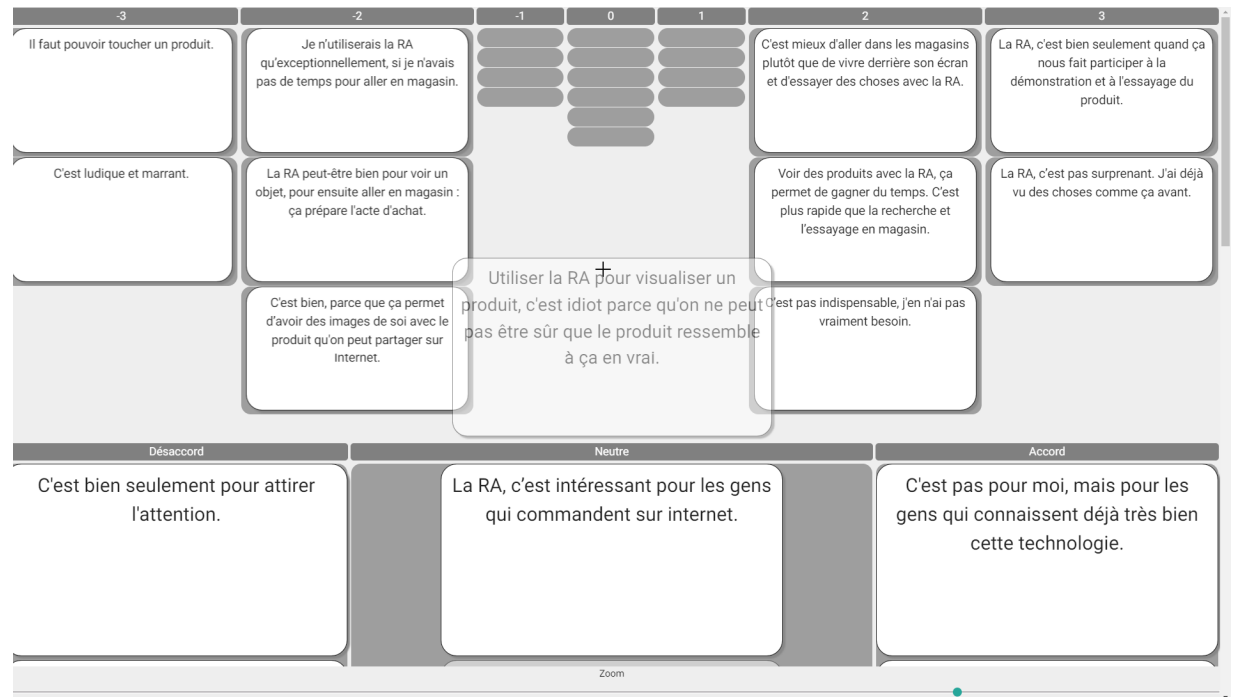 -3
-2
-1
0
1
2
3
Il faut pouvoir toucher un produit.
Je n'utiliserais la RA
qu'exceptionnellement, si je n'avais
pas de temps pour aller en magasin.
C'est mieux d'aller dans les magasins
plutôt que de vivre derrière son écran
et d'essayer des choses avec la RA.
La RA, c'est bien seulement quand ça
nous fait participer à la
démonstration et à l'essayage du
produit.
C'est ludique et marrant.
La RA peut-être bien pour voir un
objet, pour ensuite aller en magasin :
ça prépare l'acte d'achat.
Voir des produits avec la RA, ça
permet de gagner du temps. C'est
plus rapide que la recherche et
l'essayage en magasin.
La RA, c'est pas surprenant. J'ai déjà
vu des choses comme ça avant.
C'est bien, parce que ça permet
d'avoir des images de soi avec le
produit qu'on peut partager sur
Internet.
Utiliser la RA pour visualiser un
produit, c'est idiot parce qu'on ne peut
pas être sûr que le produit ressemble
à ça en vrai.
C'est pas indispensable, j'en n'ai pas
vraiment besoin.
Désaccord
Neutre
Accord
C'est bien seulement pour attirer
l'attention.
La RA, c’est intéressant pour les gens
qui commandent sur internet.
C'est pas pour moi, mais pour les
gens qui connaissent déjà très bien
cette technologie.
Zoom